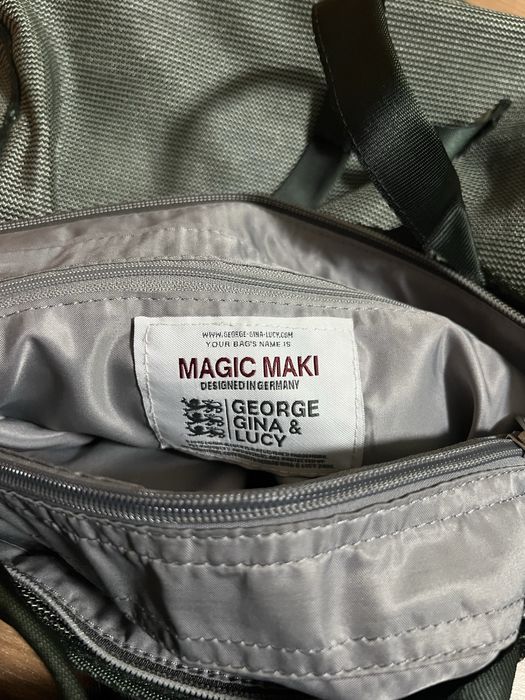 WWW.GEORGE-GINA-LUCY.COM
YOUR BAG'S NAME IS
MAGIC MAKI
DESIGNED IN GERMANY
GEORGE
GINA &
LUCY